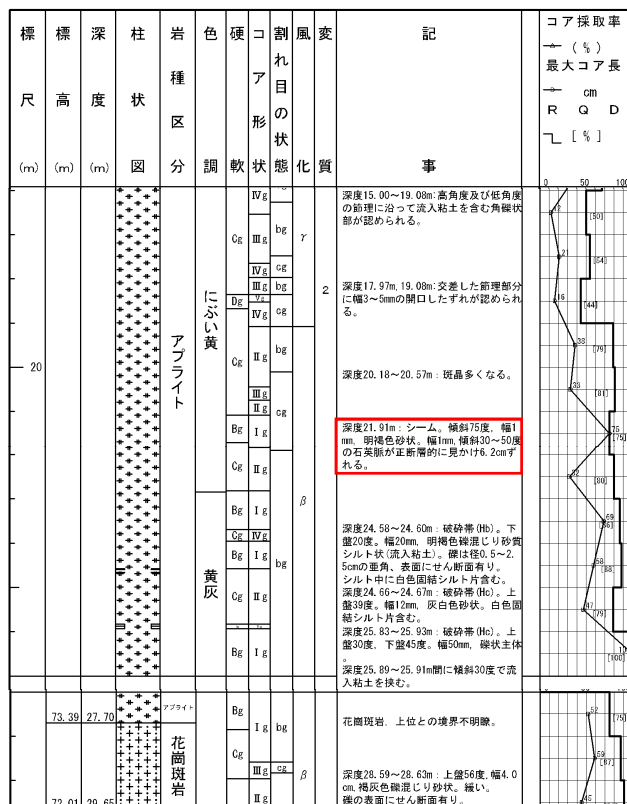 標尺(m)
標高(m)
深度(m)
柱状図
岩種区分
色調
硬軟
コア形状
割れ目の状態
風化
変質
記事
コア採取率
(%)
最大コア長
cm
R Q D
[%]
0 50 100
深度15.00～19.08m:高角度及び低角度
の節理に沿って流入粘土を含む角礫状
部が認められる。
深度17.97m,19.08m:交差した節理部分
に幅3～5mmの開口したずれが認められ
る。
深度20.18～20.57m：斑晶多くなる。
深度21.91m：シーム。傾斜75度，幅1
mm，明褐色砂状。幅1mm,傾斜30～50度
の石英脈が正断層的に見かけ6.2cmず
れる。
深度24.58～24.60m：破砕帯(Hb)。下
盤20度。幅20mm，明褐色礫混じり砂質
シルト状(流入粘土)。礫は径0.5～2.
5cmの亜角、表面にせん断面有り。
シルト中に白色固結シルト片含む。
深度24.66～24.67m：破砕帯(Hc)。上
盤39度。幅12mm，灰白色砂状。白色固
結シルト片含む。
深度25.83～25.93m：破砕帯(Hc)。上
盤30度，下盤45度。幅50mm，礫状主体
。
深度25.89～25.91m間に傾斜30度で流
入粘土を挟む。
花崗斑岩，上位との境界不明瞭。
深度28.59～28.63m：上盤56度,幅4.0
cm，褐灰色礫混じり砂状。緩い。
礫の表面にせん断面有り。
20
アプライト
にぶい黄
黄灰
Cg
Dg
Cg
Bg
Cg
Bg
Cg
Bg
Cg
Bg
Ⅳg
Ⅲg
Ⅳg
Ⅲg
Ⅴg
Ⅳg
Ⅱg
Ⅲg
Ⅱg
Ⅰg
Ⅱg
Ⅰg
Ⅳg
Ⅰg
Ⅱg
Ⅰg
bg
cg
bg
cg
bg
cg
bg
γ
β
2
[50]
21
[54]
16
[44]
38
[79]
33
[81]
75
[75]
32
[80]
69
[86]
58
[88]
47
[79]
[100]
73.39 27.70
アプライト
花崗斑岩
Bg
Cg
Ⅰg
Ⅲg
Ⅱg
bg
cg
β
52
[75]
59
[87]
45
72.01 29.65